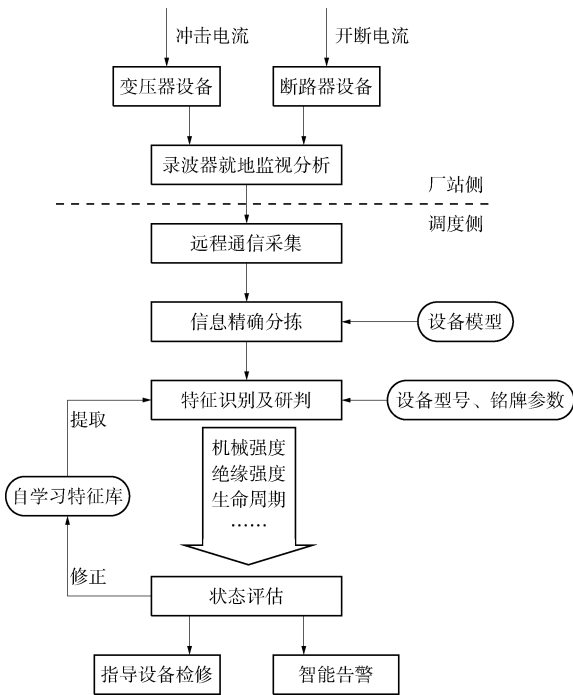 冲击电流
开断电流
变压器设备
断路器设备
录波器就地监视分析
厂站侧
调度侧
远程通信采集
信息精确分拣
设备模型
特征识别及研判
设备型号、铭牌参数
提取
机械强度
绝缘强度
生命周期
……
自学习特征库
修正
状态评估
指导设备检修
智能告警